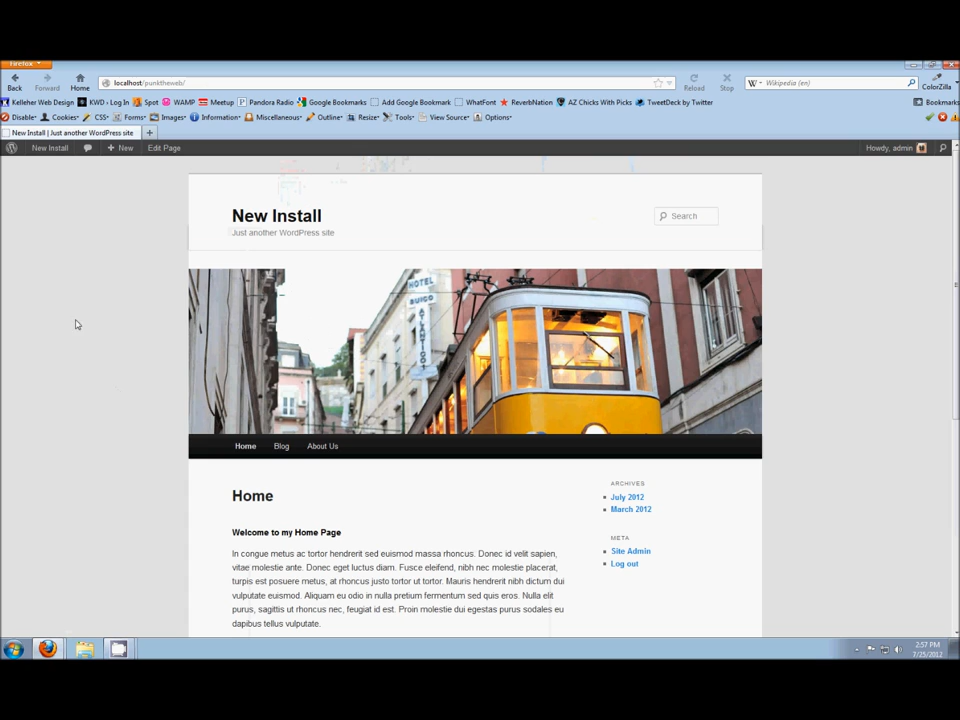 Firefox
localhost/punktheweb/
Wikipedia (en)
Back
Forward
Home
Reload
Stop
ColorZilla
Kelleher Web Design KWD › Log In Spot WAMP Meetup Pandora Radio Google Bookmarks Add Google Bookmark WhatFont ReverbNation AZ Chicks With Picks TweetDeck by Twitter Bookmarks
Disable Cookies CSS Forms Images Information Miscellaneous Outline Resize Tools View Source Options
New Install | Just another WordPress site
New Install New Edit Page Howdy, admin
New Install
Search
Just another WordPress site
HOTEL
SUICO
ATLANTICO
Home Blog About Us
ARCHIVES
Home
July 2012
March 2012
Welcome to my Home Page
META
In congue metus ac tortor hendrerit sed euismod massa rhoncus. Donec id velit sapien,
Site Admin
vitae molestie ante. Donec eget luctus diam. Fusce eleifend, nibh nec molestie placerat,
Log out
turpis est posuere metus, at rhoncus justo tortor ut tortor. Mauris hendrerit nibh dictum dui
vulputate euismod. Aliquam eu odio in nulla pretium fermentum sed quis eros. Nulla elit
purus, sagittis ut rhoncus nec, feugiat id est. Proin molestie dui egestas purus sodales eu
dapibus tellus vulputate.
2:57 PM
7/25/2012